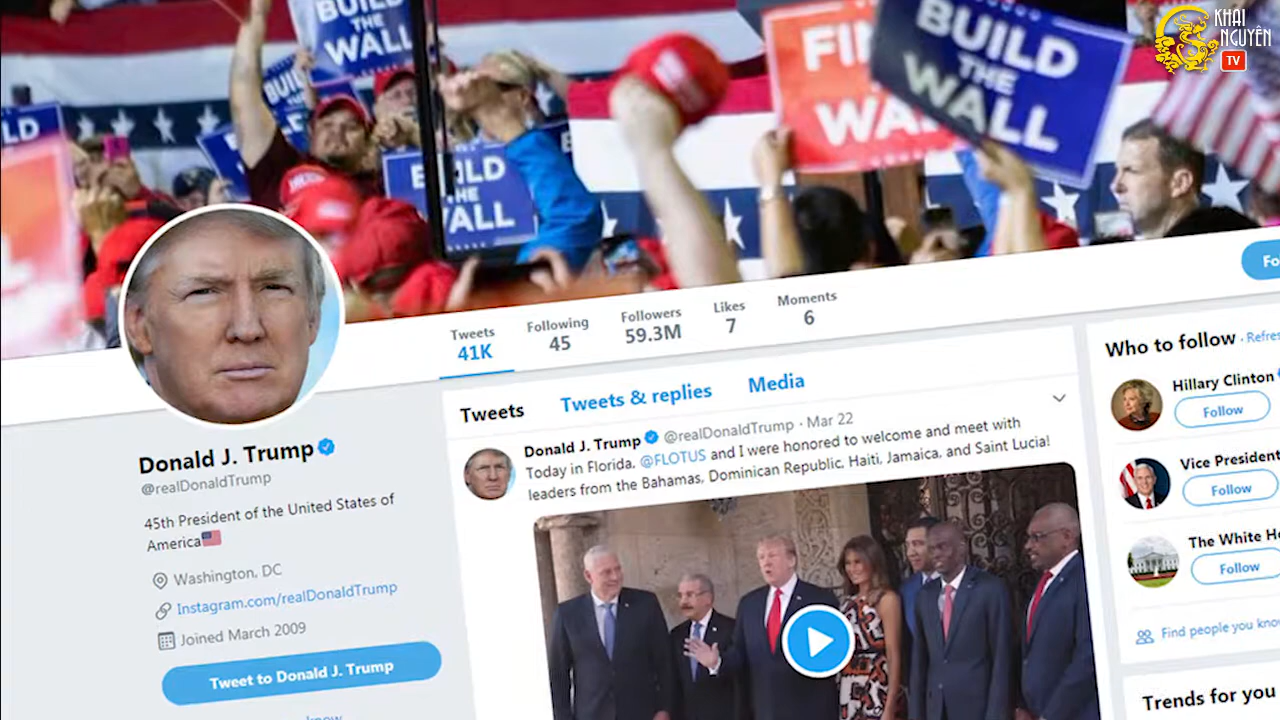 KHAI
NGUYÊN
TV
BUILD
THE
WALL
BUILD
THE
WALL
BUILD
THE
Tweets
41K
Following
45
Followers
59.3M
Likes
7
Moments
6
Who to follow
Hillary Clinton
Follow
Vice President
Follow
The White
Follow
Find people you
Trends for you
Tweets Tweets & replies Media
Donald J. Trump @realDonaldTrump · Mar 22
Today in Florida, @FLOTUS and I were honored to welcome and meet with
leaders from the Bahamas, Dominican Republic, Haiti, Jamaica, and Saint Lucia!
Donald J. Trump
@realDonaldTrump
45th President of the United States of
America
Washington, DC
Instagram.com/realDonaldTrump
Joined March 2009
Tweet to Donald J. Trump